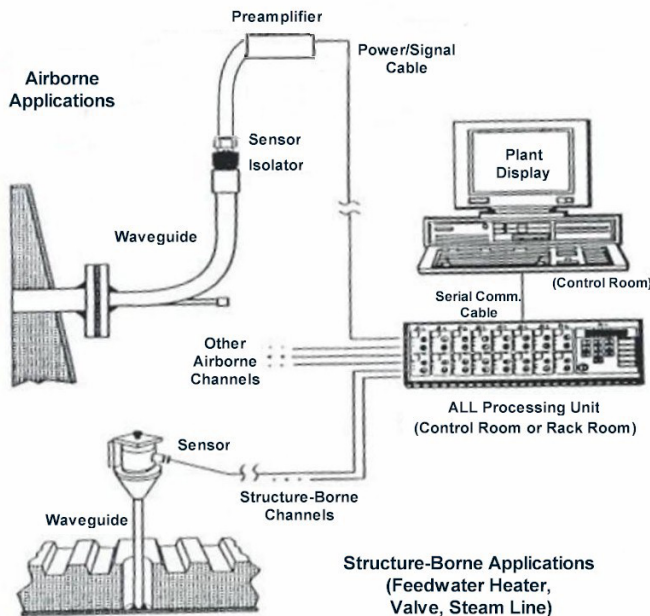 Preamplifier
Power/Signal
Cable
Airborne
Applications
Sensor
Isolator
Plant
Display
Waveguide
(Control Room)
Serial Comm.
Cable
Other
Airborne
Channels
ALL Processing Unit
(Control Room or Rack Room)
Sensor
Structure-Borne
Channels
Waveguide
Structure-Borne Applications
(Feedwater Heater,
Valve, Steam Line)